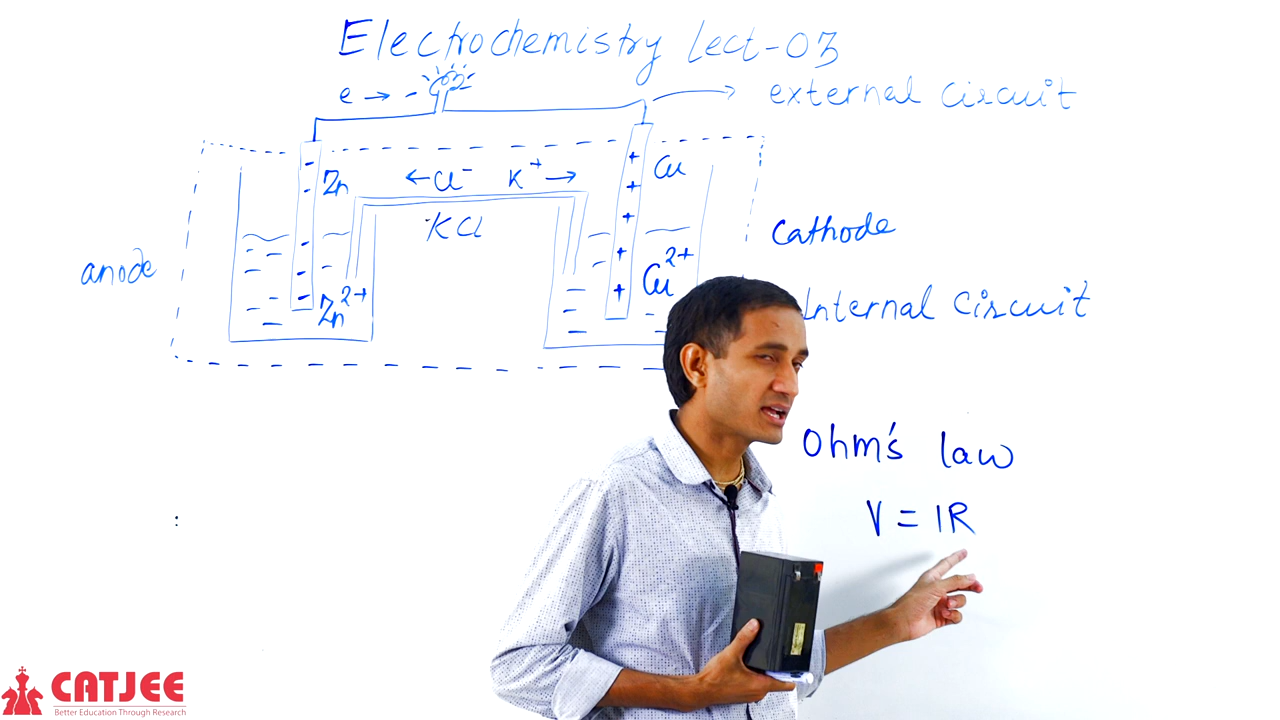 Electrochemistry Lect-03
e → -
external circuit
Zn
← Cl⁻ K⁺ →
Cu
KCl
Cathode
anode
Zn²⁺
Cu²⁺
Internal Circuit
Ohm's law
V = IR
CATJEE
Better Education Through Research